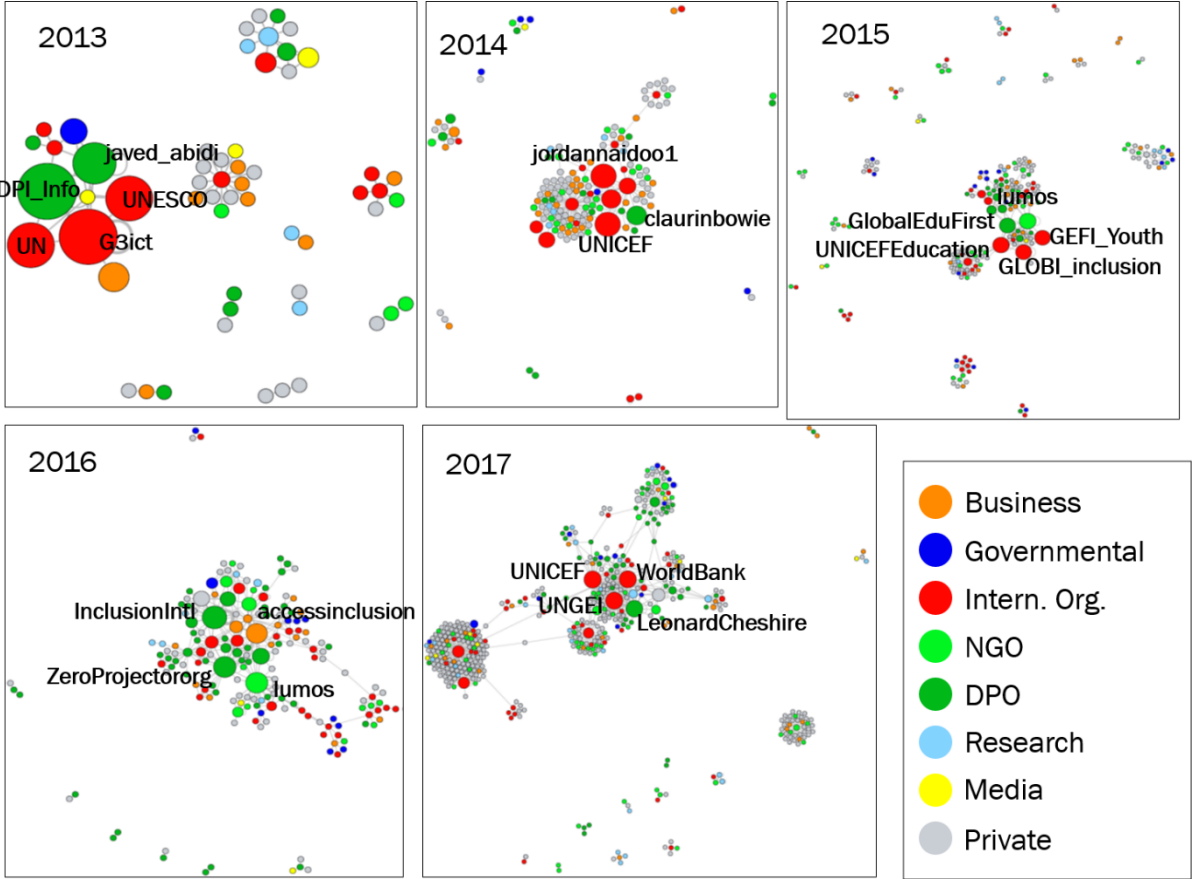 2013
javed_abidi
DPI_Info
UNESCO
UN
G3ict
2014
jordannaidoo1
claurinbowie
UNICEF
2015
lumos
GlobalEduFirst
UNICEFEducation
GEFI_Youth
GLOBI_inclusion
2016
InclusionIntl
accessinclusion
ZeroProjectororg
lumos
2017
UNICEF
WorldBank
UNGEI
LeonardCheshire
Business
Governmental
Intern. Org.
NGO
DPO
Research
Media
Private